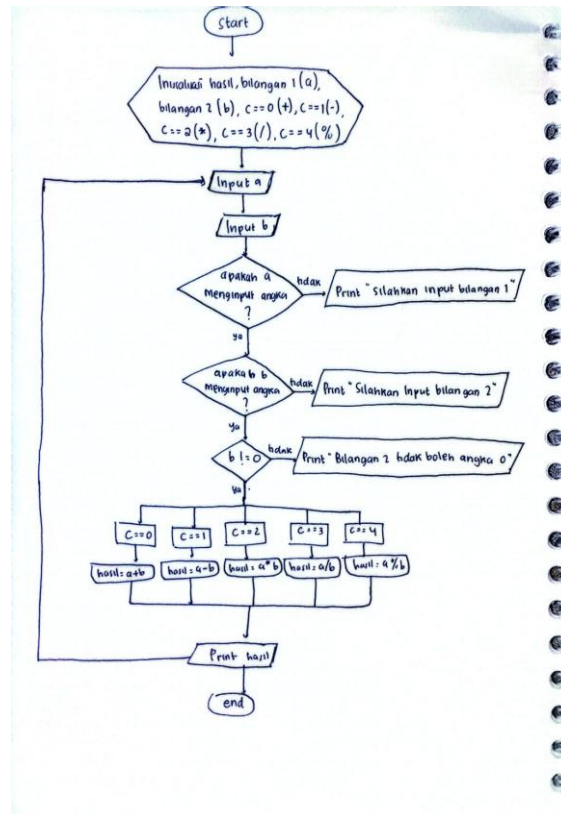 Start
Inisialisasi hasil, bilangan 1 (a),
bilangan 2 (b), C==0 (+), C==1 (-),
C==2 (*), C==3 (/), C==4 (%)
Input a
Input b
apakah a
menginput angka
?
tidak
Print "Silahkan input bilangan 1"
ya
apakah b
menginput angka
?
tidak
Print "Silahkan Input bilangan 2"
ya
b != 0
tidak
Print "Bilangan 2 tidak boleh angka 0"
ya
C==0
C==1
C==2
C==3
C==4
hasil = a+b
hasil = a-b
hasil = a*b
hasil = a/b
hasil = a%b
Print hasil
end